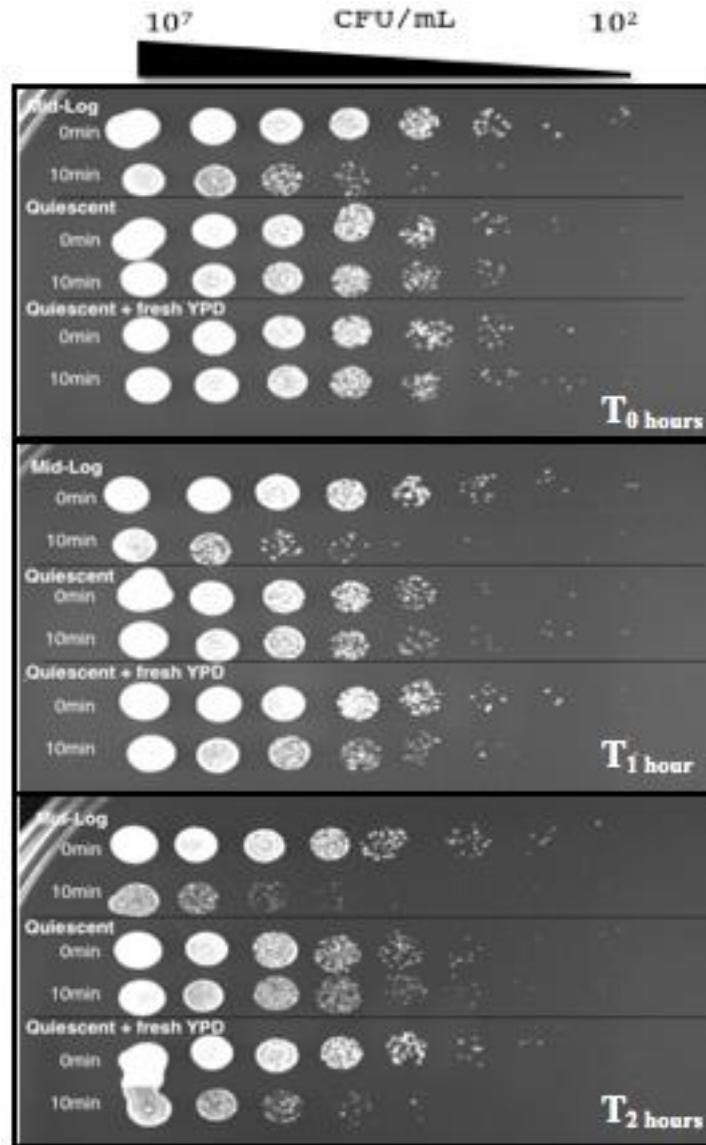 10⁷ CFU/mL 10²
Mid-Log
0min
10min
Quiescent
0min
10min
Quiescent + fresh YPD
0min
10min
T₀ hours
Mid-Log
0min
10min
Quiescent
0min
10min
Quiescent + fresh YPD
0min
10min
T₁ hour
Mid-Log
0min
10min
Quiescent
0min
10min
Quiescent + fresh YPD
0min
10min
T₂ hours